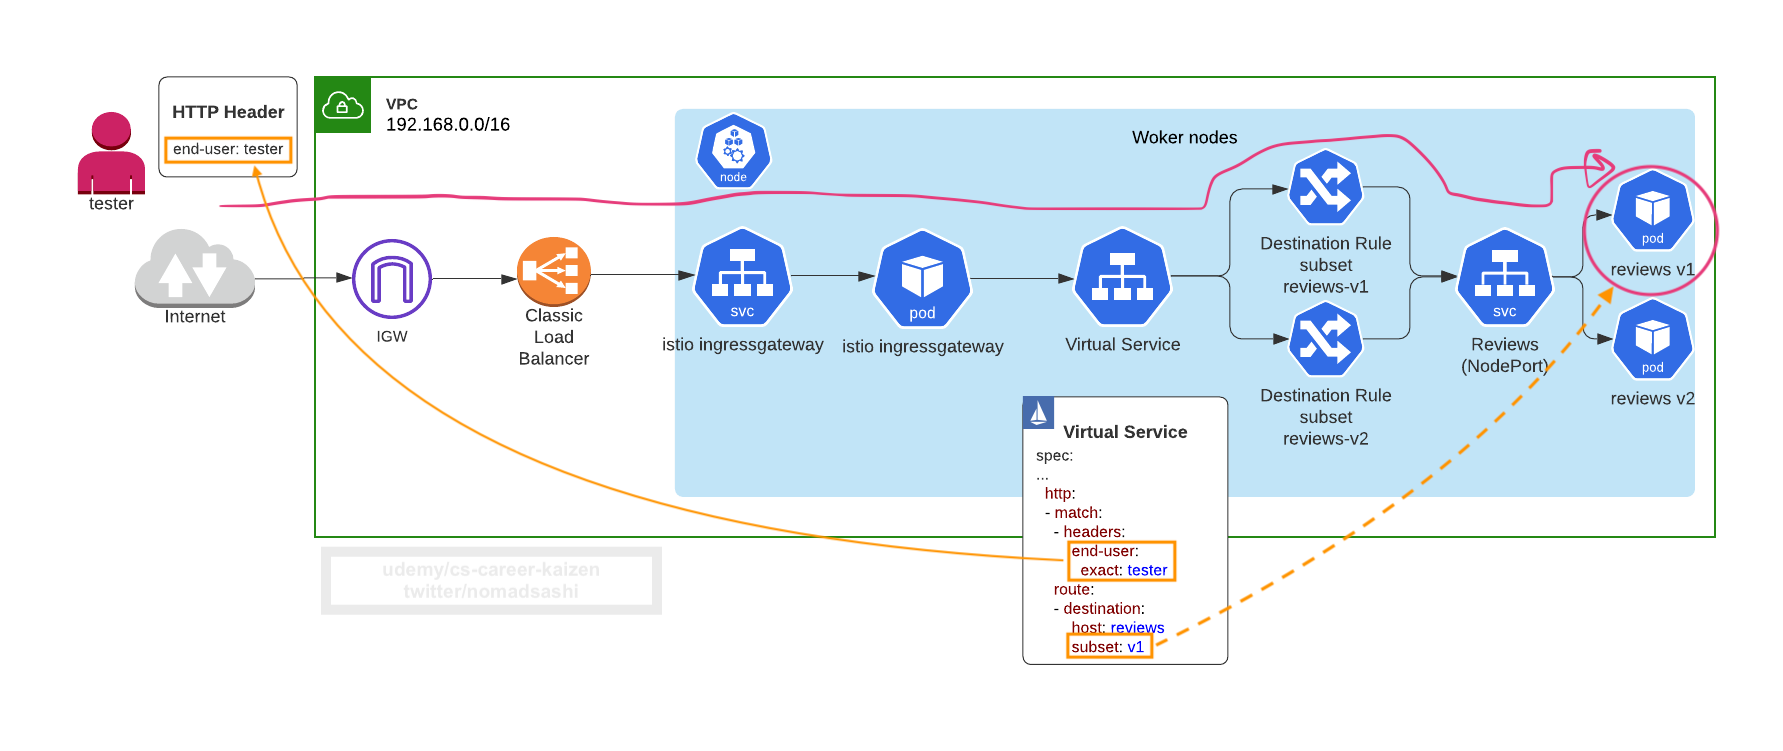 HTTP Header
end-user: tester
tester
Internet
VPC
192.168.0.0/16
IGW
Classic
Load
Balancer
node
Woker nodes
svc
istio ingressgateway
pod
istio ingressgateway
Virtual Service
Destination Rule
subset
reviews-v1
Destination Rule
subset
reviews-v2
svc
Reviews
(NodePort)
pod
reviews v1
pod
reviews v2
Virtual Service
spec:
...
http:
- match:
- headers:
end-user:
exact: tester
route:
- destination:
host: reviews
subset: v1
udemy/cs-career-kaizen
twitter/nomadsashi